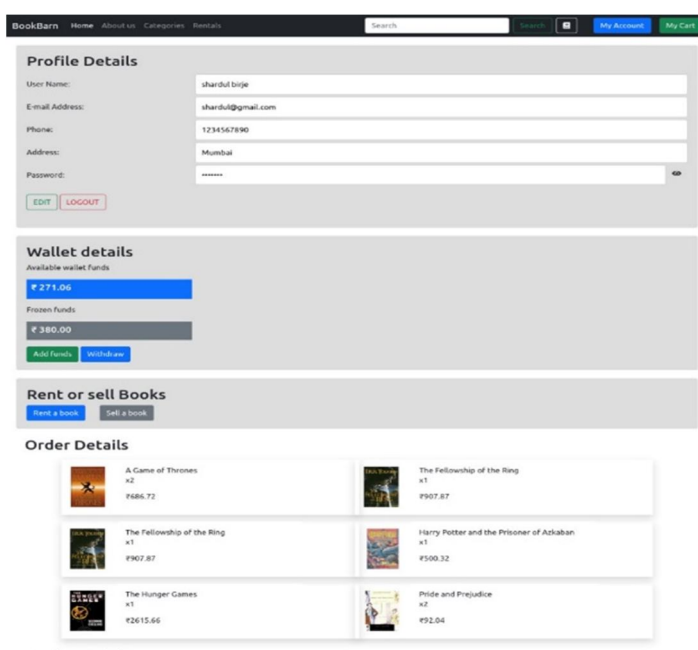 BookBarn Home About us Categories Rentals Search Search My Account My Cart
Profile Details
User Name: shardul birje
E-mail Address: shardul@gmail.com
Phone: 1234567890
Address: Mumbai
Password: •••••••
EDIT LOGOUT
Wallet details
Available wallet funds
₹ 271.06
Frozen funds
₹ 380.00
Add funds Withdraw
Rent or sell Books
Rent a book Sell a book
Order Details
A Game of Thrones
x2
₹686.72
The Fellowship of the Ring
x1
₹907.87
The Fellowship of the Ring
x1
₹907.87
Harry Potter and the Prisoner of Azkaban
x1
₹500.32
THE HUNGER GAMES
The Hunger Games
x1
₹2615.66
Pride and Prejudice
x2
₹92.04